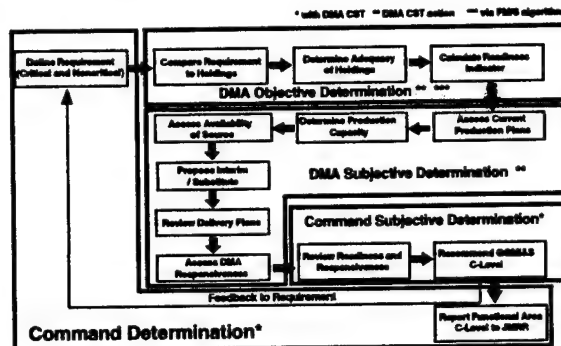 * with DMA CST ** DMA CST action *** via PMIS algorithm
Define Requirement
(Critical and Noncritical)
Compare Requirement
to Holdings
Determine Adequacy
of Holdings
Calculate Readiness
Indicator
DMA Objective Determination ** ***
Assess Availability
of Source
Determine Production
Capacity
Assess Current
Production Plans
Propose Interim
/ Substitute
DMA Subjective Determination **
Review Delivery Plans
Command Subjective Determination*
Assess DMA
Responsiveness
Review Readiness and
Responsiveness
Recommend
C-Level
Feedback to Requirement
Report Functional Area
C-Level to JMRR
Command Determination*